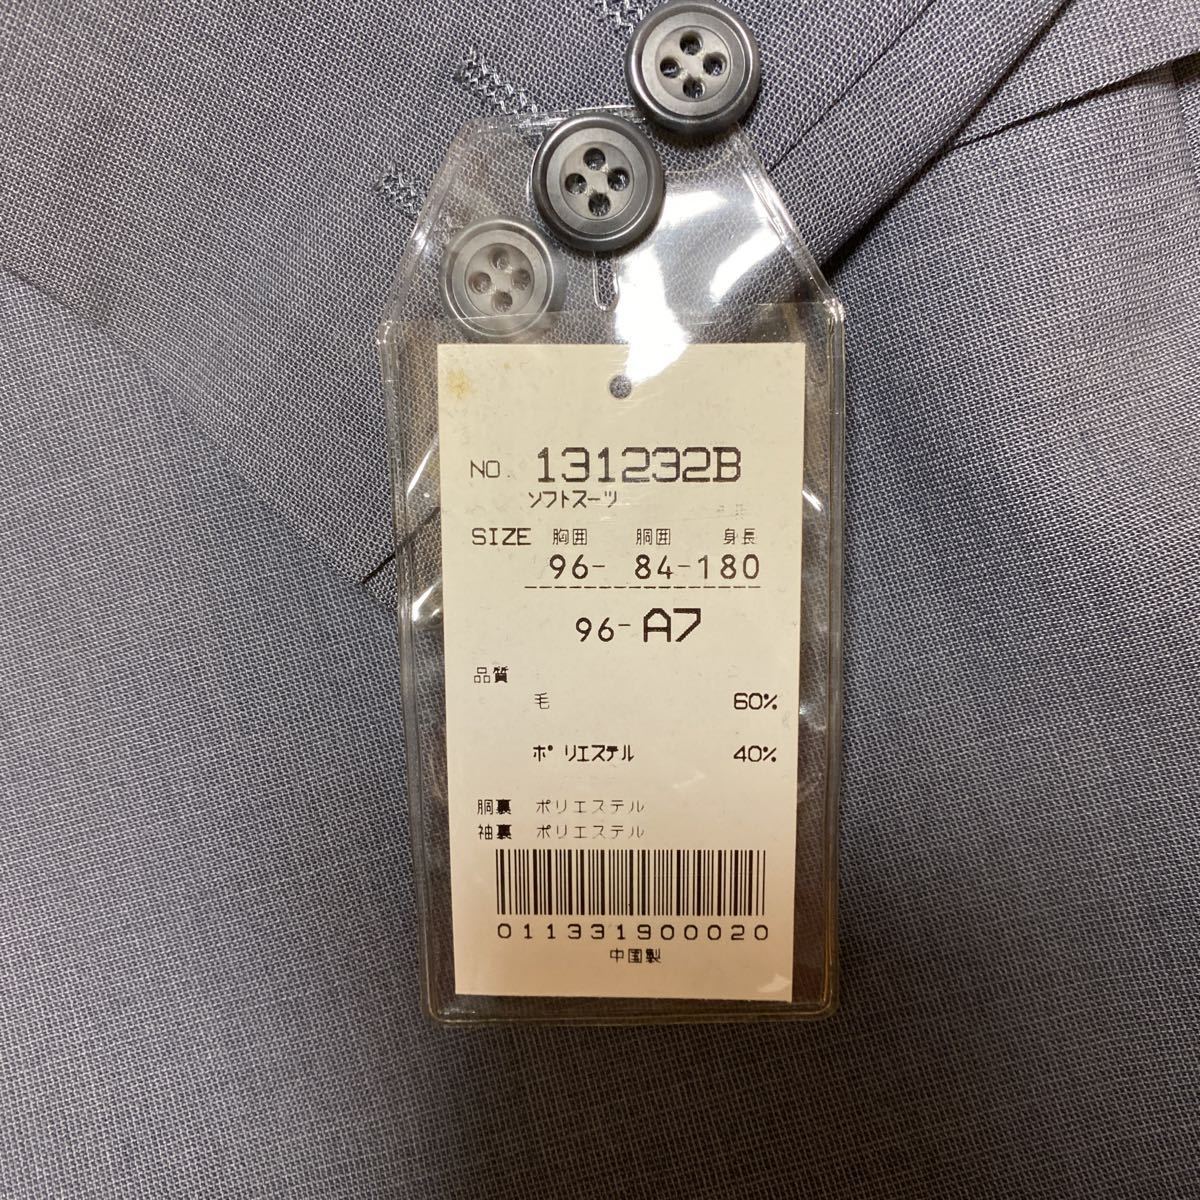 NO. 131232B
ソフトスーツ
SIZE 胸囲 胴囲 身長
96- 84-180
96-A7
品質
毛 60%
ポリエステル 40%
胴裏 ポリエステル
袖裏 ポリエステル
0113319000020
中国製